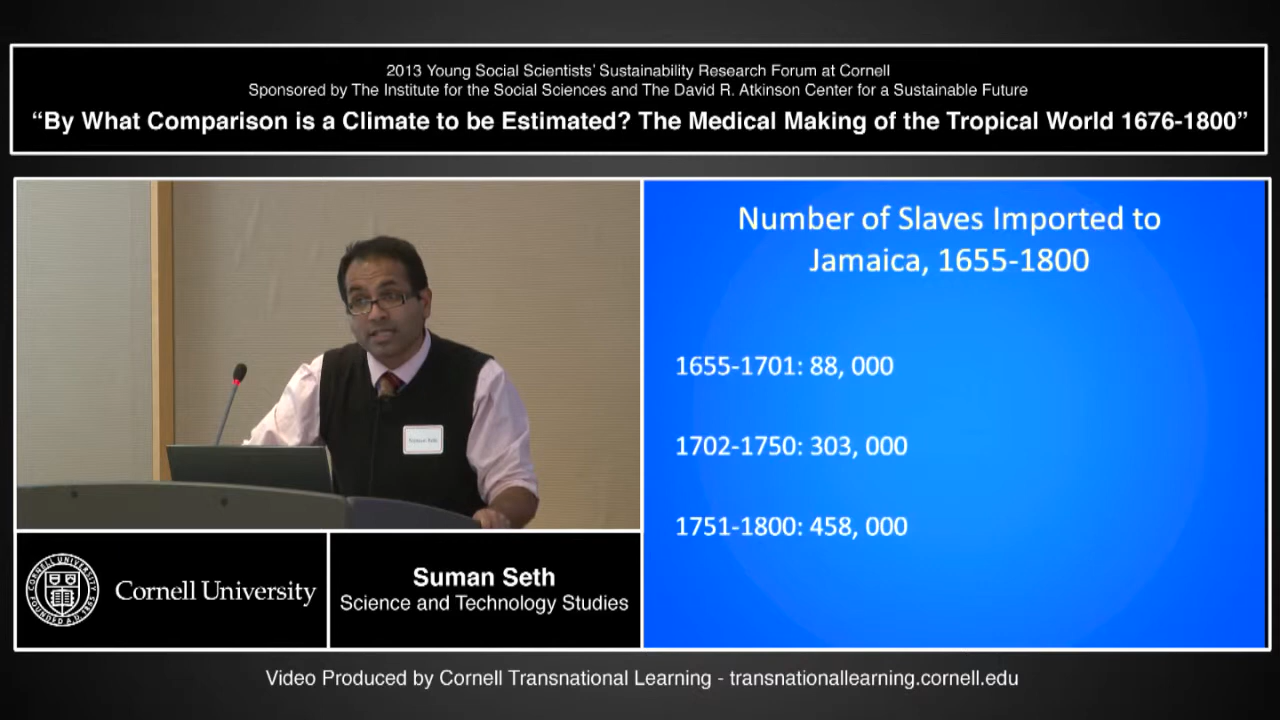 2013 Young Social Scientists' Sustainability Research Forum at Cornell
Sponsored by The Institute for the Social Sciences and The David R. Atkinson Center for a Sustainable Future
“By What Comparison is a Climate to be Estimated? The Medical Making of the Tropical World 1676-1800”
Number of Slaves Imported to
Jamaica, 1655-1800
1655-1701: 88, 000
1702-1750: 303, 000
1751-1800: 458, 000
Cornell University
Suman Seth
Science and Technology Studies
Video Produced by Cornell Transnational Learning - transnationallearning.cornell.edu